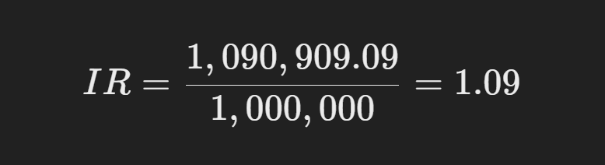 IR = 1,090,909.09 / 1,000,000 = 1.09